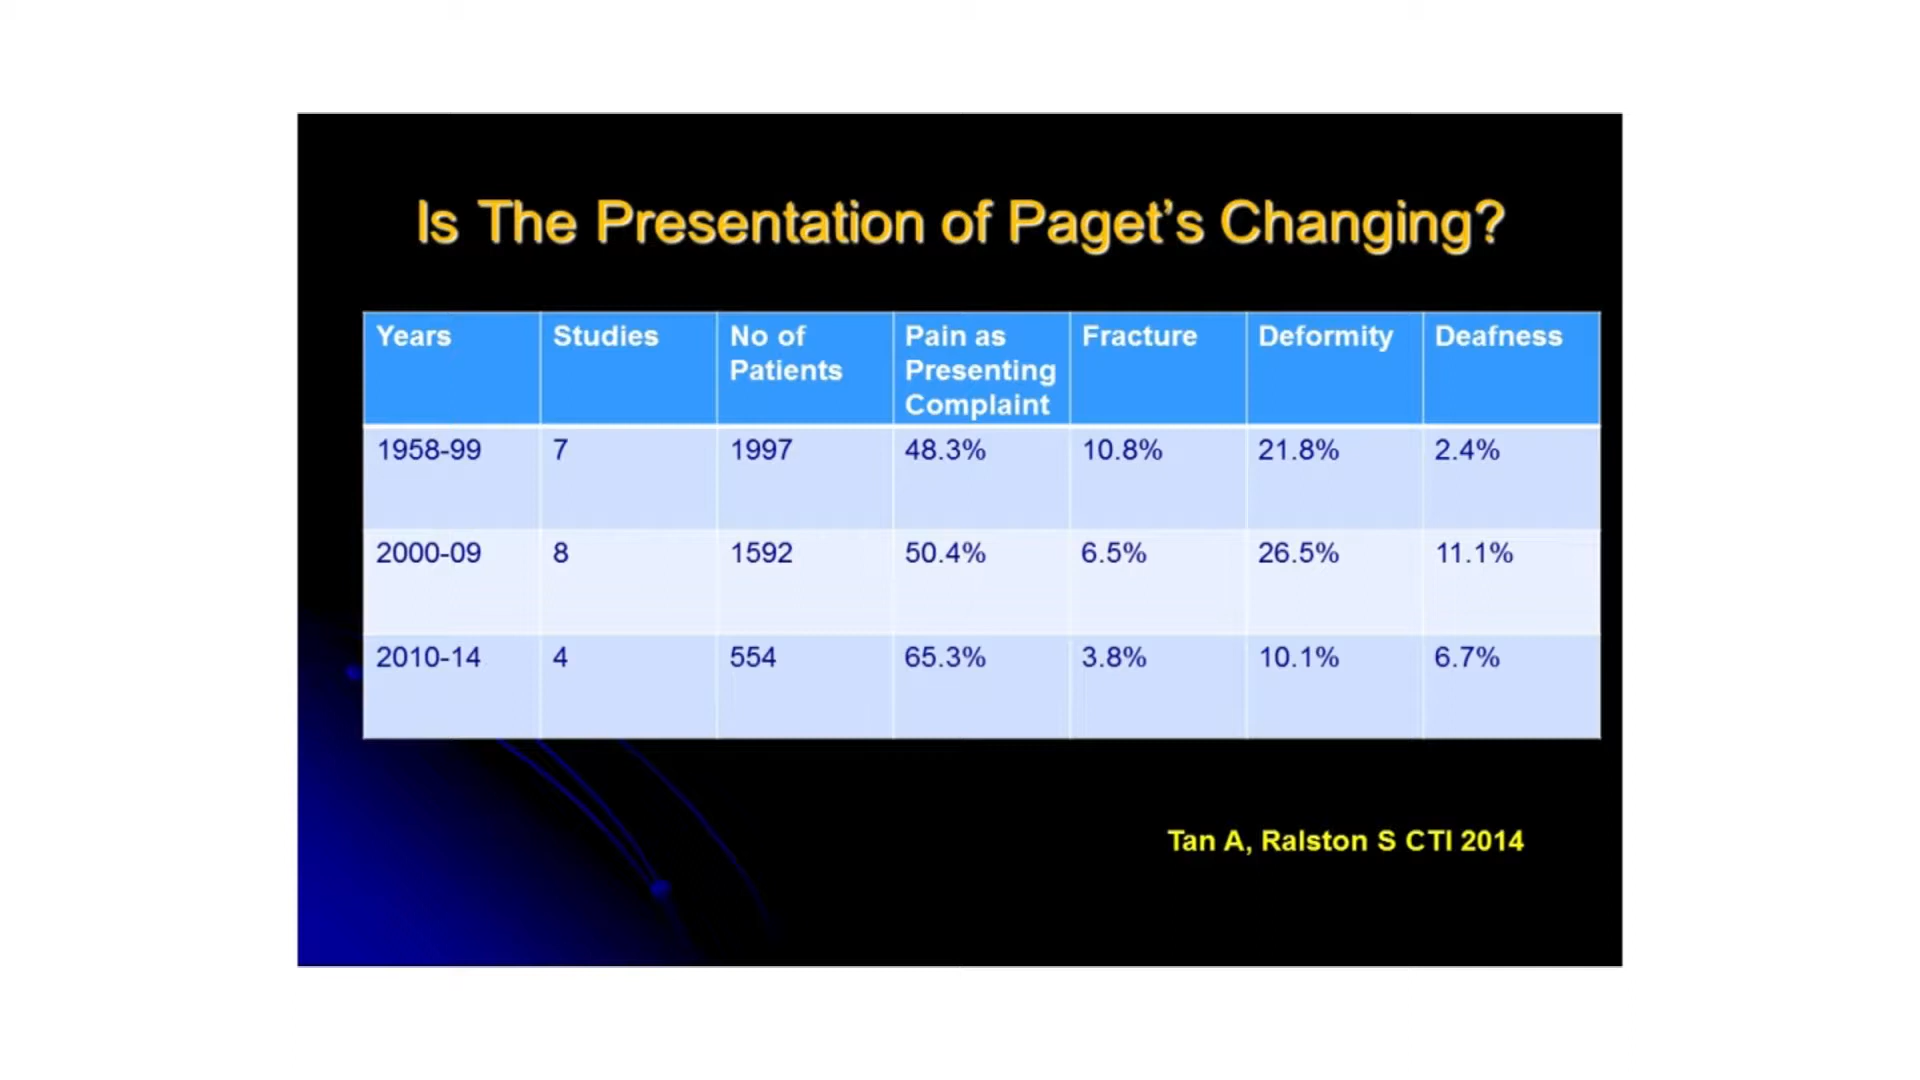 Is The Presentation of Paget's Changing?
Years Studies No of Patients Pain as Presenting Complaint Fracture Deformity Deafness
1958-99 7 1997 48.3% 10.8% 21.8% 2.4%
2000-09 8 1592 50.4% 6.5% 26.5% 11.1%
2010-14 4 554 65.3% 3.8% 10.1% 6.7%
Tan A, Ralston S CTI 2014